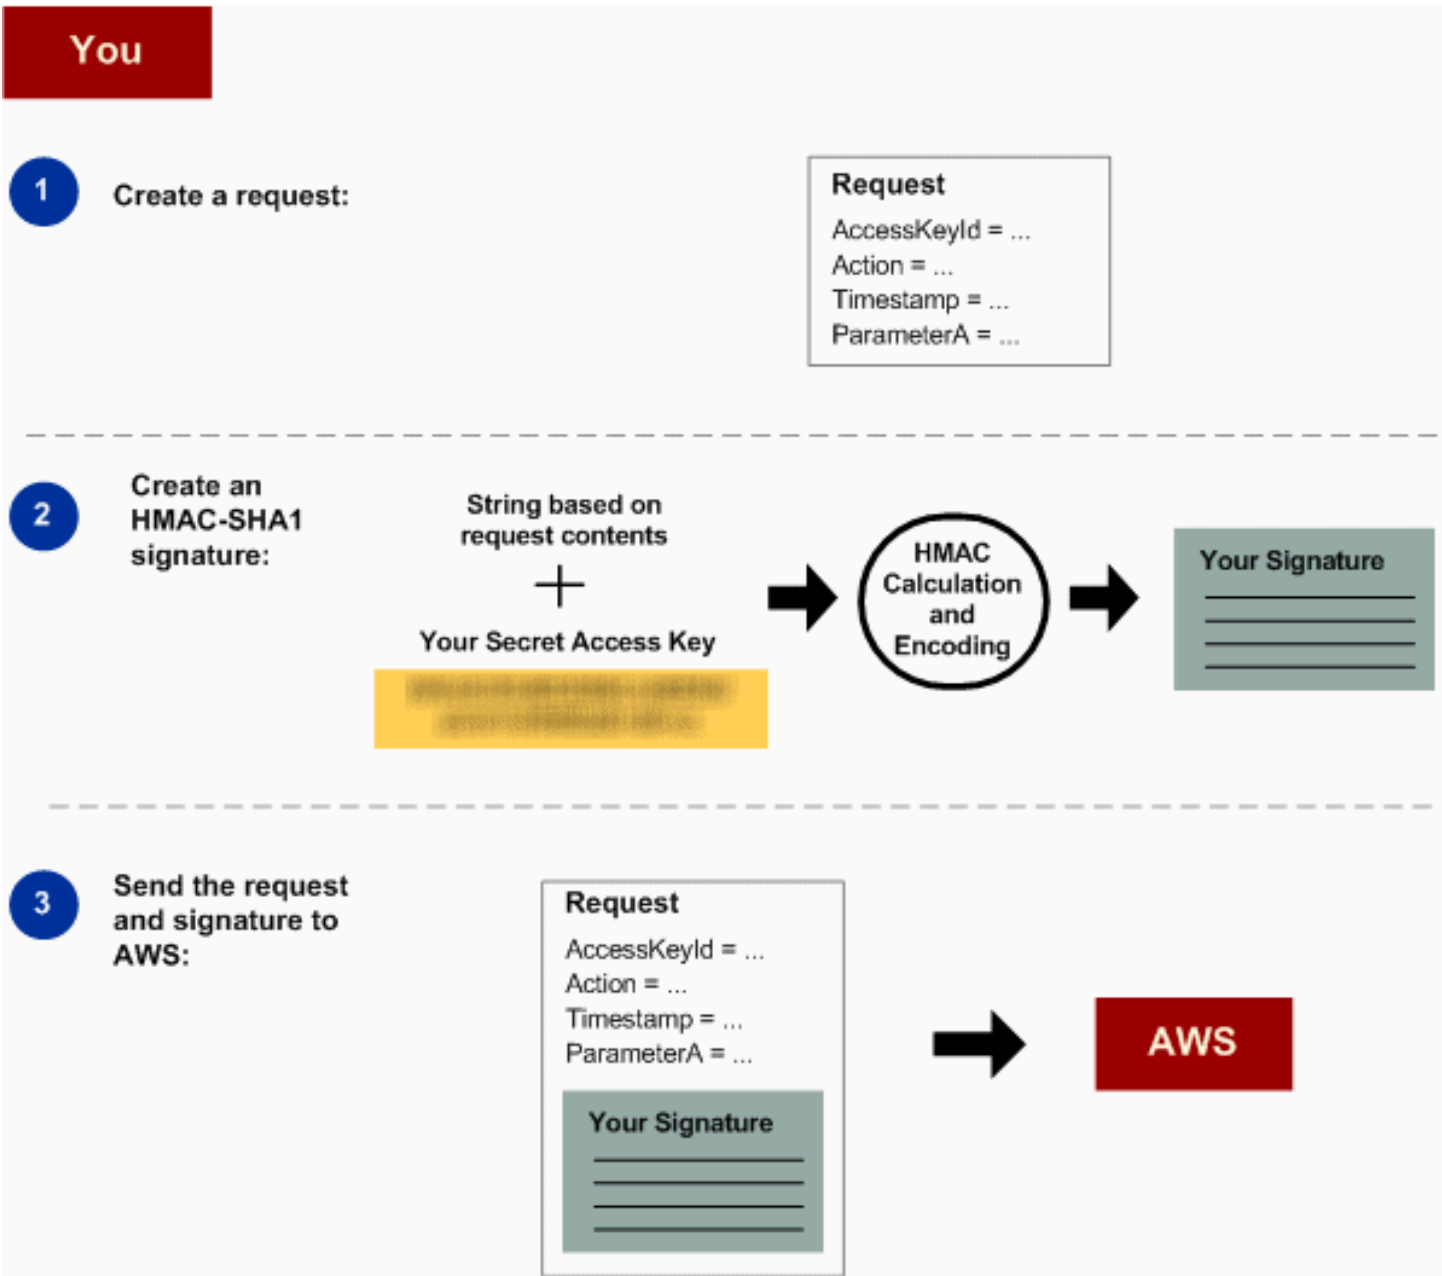 You
1
Create a request:
Request
AccessKeyId = ...
Action = ...
Timestamp = ...
ParameterA = ...
2
Create an
HMAC-SHA1
signature:
String based on
request contents
+
Your Secret Access Key
HMAC
Calculation
and
Encoding
Your Signature
3
Send the request
and signature to
AWS:
Request
AccessKeyId = ...
Action = ...
Timestamp = ...
ParameterA = ...
Your Signature
AWS